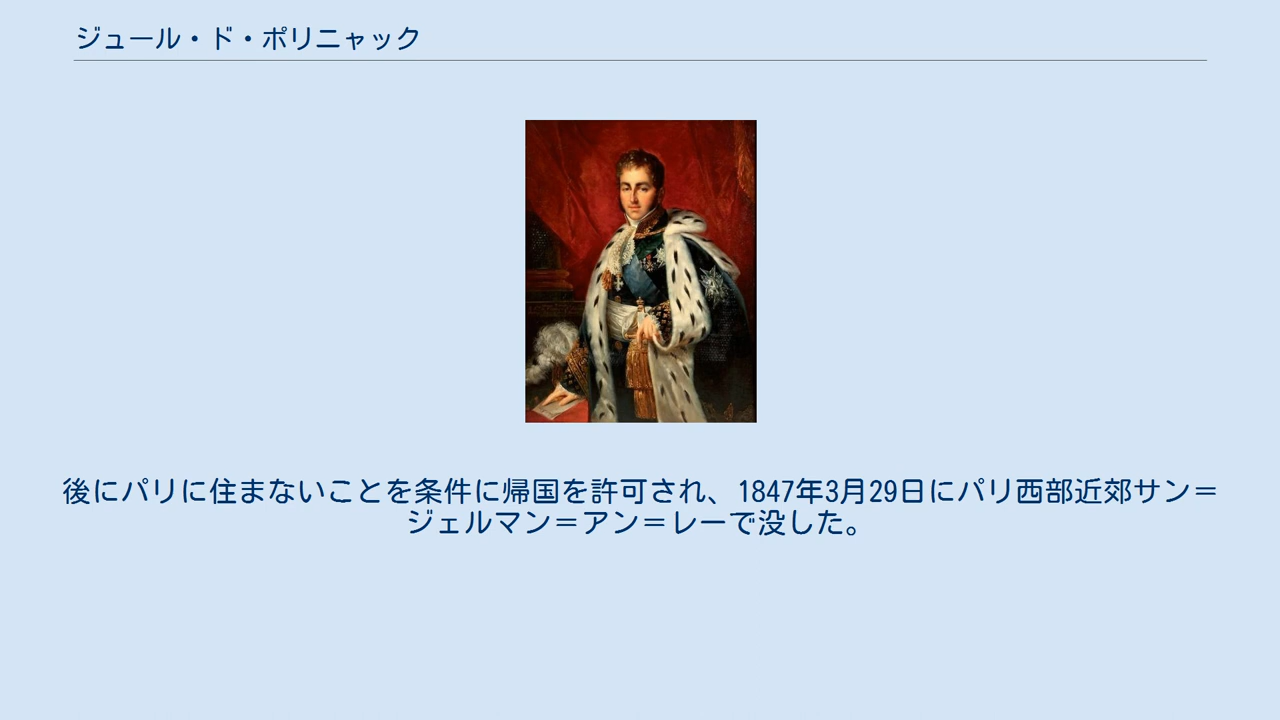 ジュール・ド・ポリニャック
後にパリに住まないことを条件に帰国を許可され、1847年3月29日にパリ西部近郊サン＝
ジェルマン＝アン＝レーで没した。